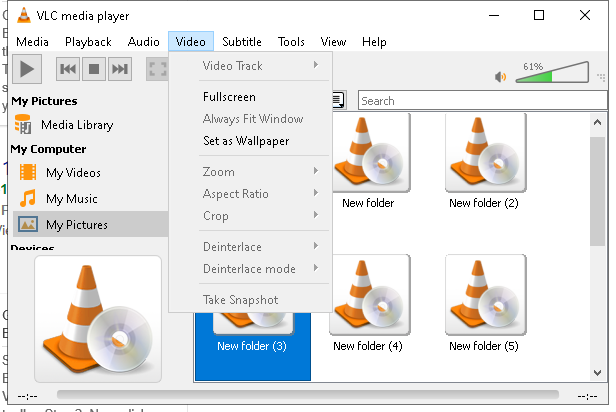 VLC media player
Media Playback Audio Video Subtitle Tools View Help
61%
Search
My Pictures
Media Library
My Computer
My Videos
My Music
My Pictures
Devices
Video Track
Fullscreen
Always Fit Window
Set as Wallpaper
Zoom
Aspect Ratio
Crop
Deinterlace
Deinterlace mode
Take Snapshot
New folder New folder (2)
New folder (3) New folder (4) New folder (5)
--:-- --:--